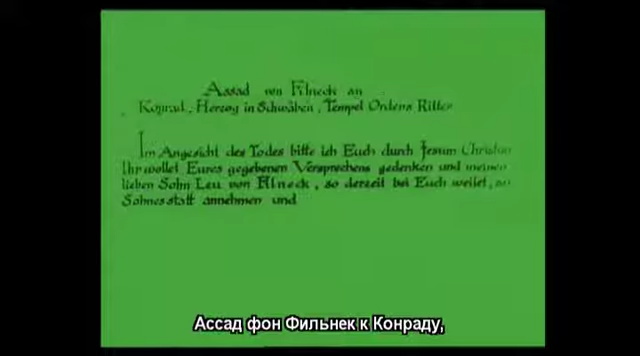 Assad von Filneck an
Konrad, Herzog in Schwaben, Tempel Ordens Ritter
Im Angesicht des Todes bitte ich Euch durch Jesum Christum
Ihr wollet Eures gegebenen Versprechens gedenken und meinen
lieben Sohn Leu von Filneck, so derzeit bei Euch weilet, an
Sohnesstatt annehmen und
Ассад фон Фильнек к Конраду,